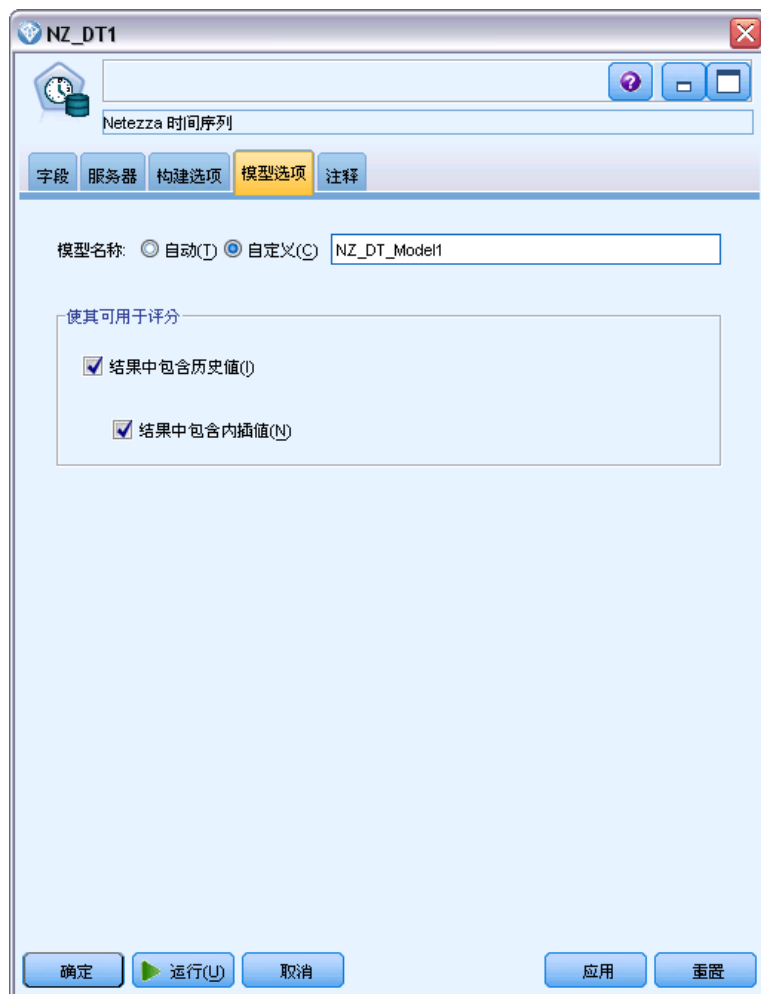 NZ_DT1
Netezza 时间序列
字段 服务器 构建选项 模型选项 注释
模型名称: 自动(T) 自定义(C) NZ_DT_Model1
使其可用于评分
结果中包含历史值(I)
结果中包含内插值(N)
确定 运行(U) 取消 应用 重置